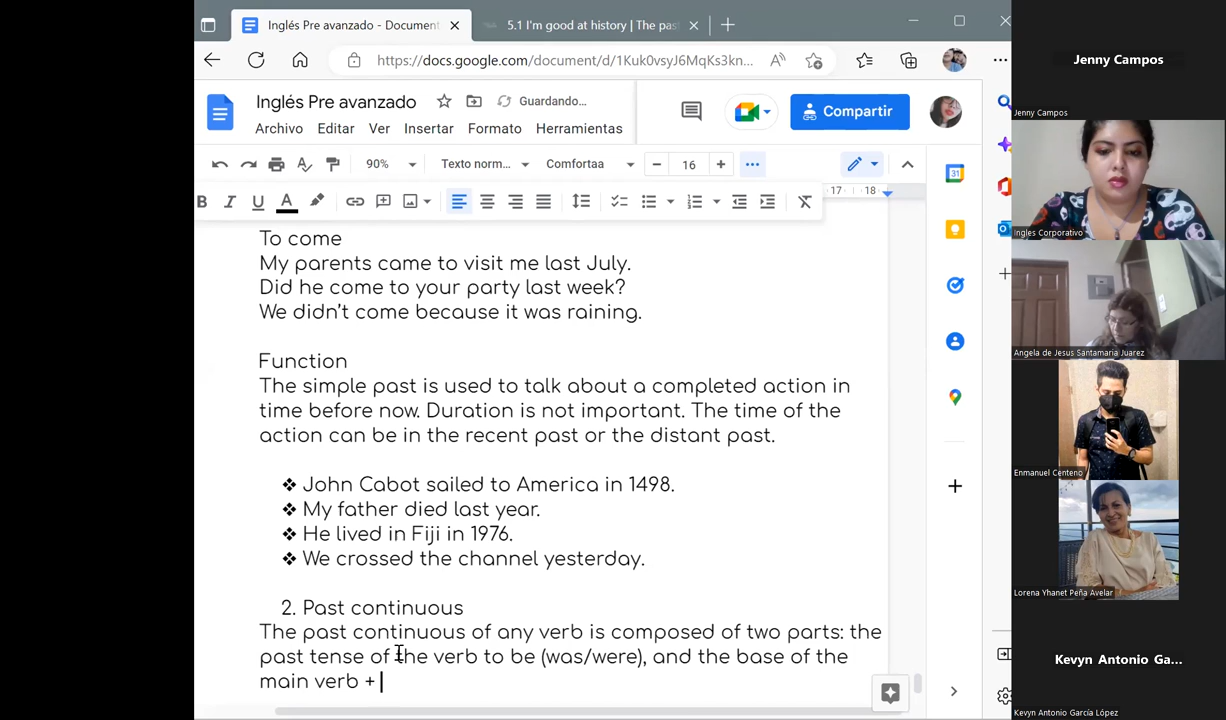 Inglés Pre avanzado - Document
5.1 I'm good at history | The pas
https://docs.google.com/document/d/1Kuk0vsyJ6MqKs3kn...
Inglés Pre avanzado
Guardando...
Compartir
Archivo Editar Ver Insertar Formato Herramientas
90% Texto norm... Comfortaa 16
B I U A
17 18
To come
My parents came to visit me last July.
Did he come to your party last week?
We didn't come because it was raining.
Function
The simple past is used to talk about a completed action in
time before now. Duration is not important. The time of the
action can be in the recent past or the distant past.
❖ John Cabot sailed to America in 1498.
❖ My father died last year.
❖ He lived in Fiji in 1976.
❖ We crossed the channel yesterday.
2. Past continuous
The past continuous of any verb is composed of two parts: the
past tense of the verb to be (was/were), and the base of the
main verb +
31
Jenny Campos
Jenny Campos
Ingles Corporativo
Angela de Jesus Santamaria Juarez
Enmanuel Centeno
Lorena Yhanet Peña Avelar
Kevyn Antonio Ga...
Kevyn Antonio García López